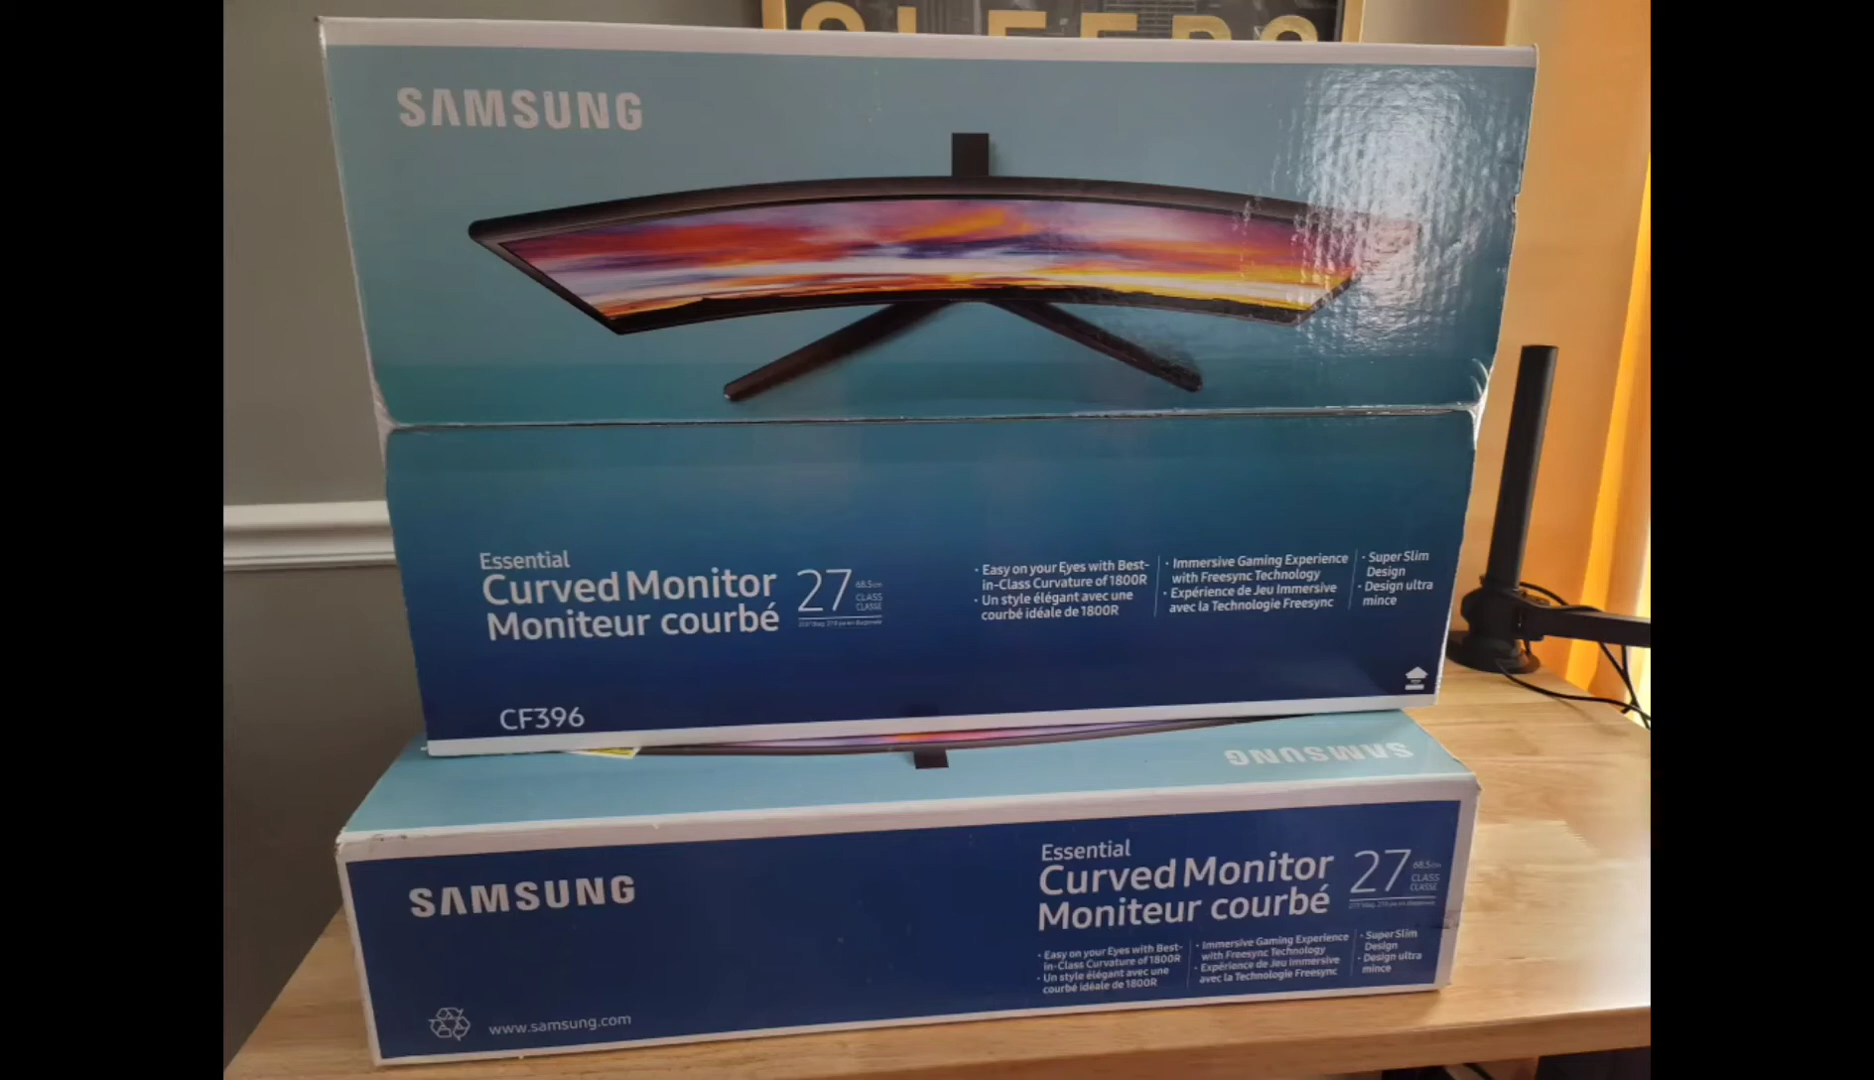 SAMSUNG
Essential
Curved Monitor
Moniteur courbé
27
68.5cm
CLASS
CLASSE
· Easy on your Eyes with Best-
in-Class Curvature of 1800R
· Un style élégant avec une
courbé idéale de 1800R
· Immersive Gaming Experience
with Freesync Technology
· Expérience de Jeu Immersive
avec la Technologie Freesync
· Super Slim
Design
· Design ultra
mince
CF396
SAMSUNG
SAMSUNG
www.samsung.com
Essential
Curved Monitor
Moniteur courbé
27
68.5cm
CLASS
CLASSE
· Easy on your Eyes with Best-
in-Class Curvature of 1800R
· Un style élégant avec une
courbé idéale de 1800R
· Immersive Gaming Experience
with Freesync Technology
· Expérience de Jeu Immersive
avec la Technologie Freesync
· Super Slim
Design
· Design ultra
mince